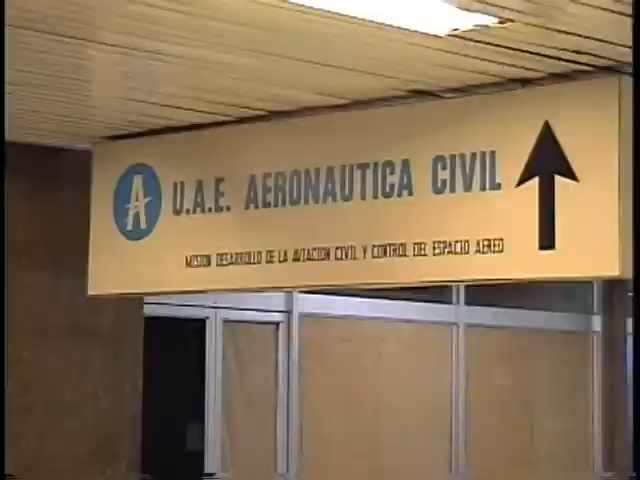 A U.A.E. AERONAUTICA CIVIL
MISION DESARROLLO DE LA AVIACION CIVIL Y CONTROL DEL ESPACIO AEREO